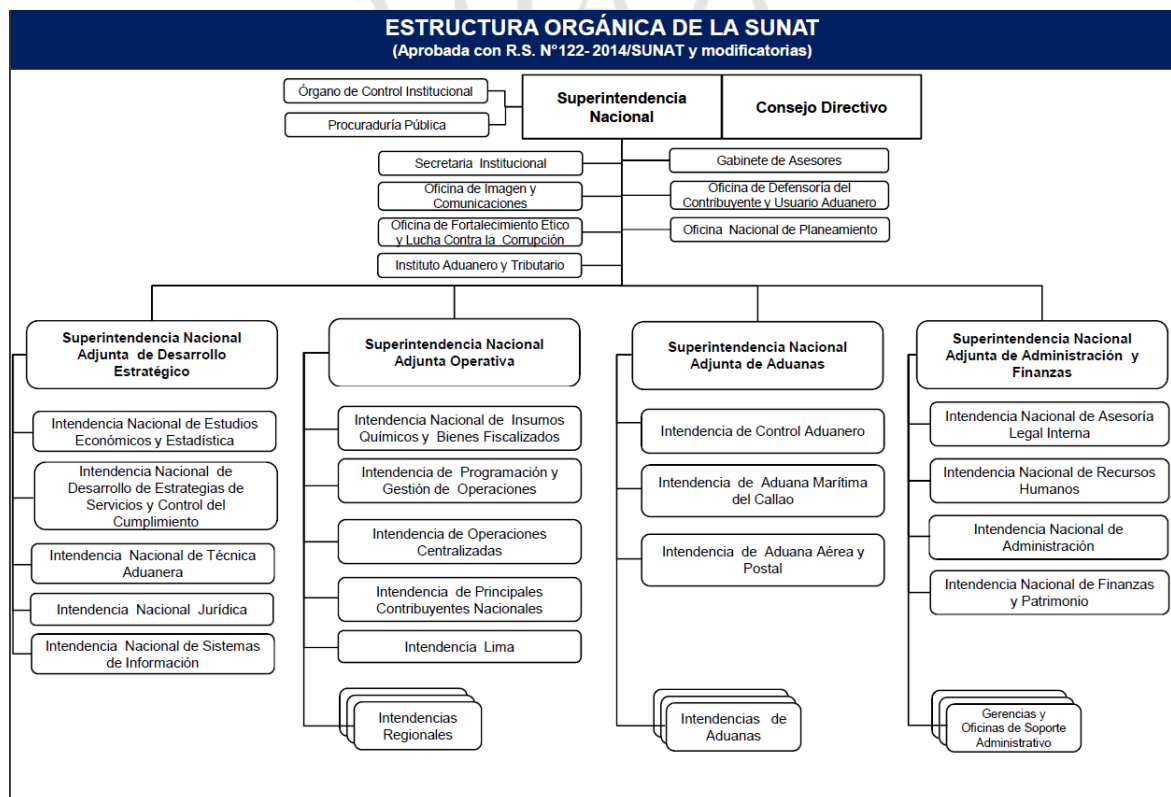 ESTRUCTURA ORGÁNICA DE LA SUNAT
(Aprobada con R.S. N°122- 2014/SUNAT y modificatorias)
Órgano de Control Institucional
Procuraduría Pública
Superintendencia
Nacional
Consejo Directivo
Secretaria Institucional
Gabinete de Asesores
Oficina de Imagen y
Comunicaciones
Oficina de Defensoría del
Contribuyente y Usuario Aduanero
Oficina de Fortalecimiento Etico
y Lucha Contra la Corrupción
Oficina Nacional de Planeamiento
Instituto Aduanero y Tributario
Superintendencia Nacional
Adjunta de Desarrollo
Estratégico
Intendencia Nacional de Estudios
Económicos y Estadística
Intendencia Nacional de
Desarrollo de Estrategias de
Servicios y Control del
Cumplimiento
Intendencia Nacional de Técnica
Aduanera
Intendencia Nacional Jurídica
Intendencia Nacional de Sistemas
de Información
Superintendencia Nacional
Adjunta Operativa
Intendencia Nacional de Insumos
Químicos y Bienes Fiscalizados
Intendencia de Programación y
Gestión de Operaciones
Intendencia de Operaciones
Centralizadas
Intendencia de Principales
Contribuyentes Nacionales
Intendencia Lima
Intendencias
Regionales
Superintendencia Nacional
Adjunta de Aduanas
Intendencia de Control Aduanero
Intendencia de Aduana Marítima
del Callao
Intendencia de Aduana Aérea y
Postal
Intendencias de
Aduanas
Superintendencia Nacional
Adjunta de Administración y
Finanzas
Intendencia Nacional de Asesoría
Legal Interna
Intendencia Nacional de Recursos
Humanos
Intendencia Nacional de
Administración
Intendencia Nacional de Finanzas
y Patrimonio
Gerencias y
Oficinas de Soporte
Administrativo